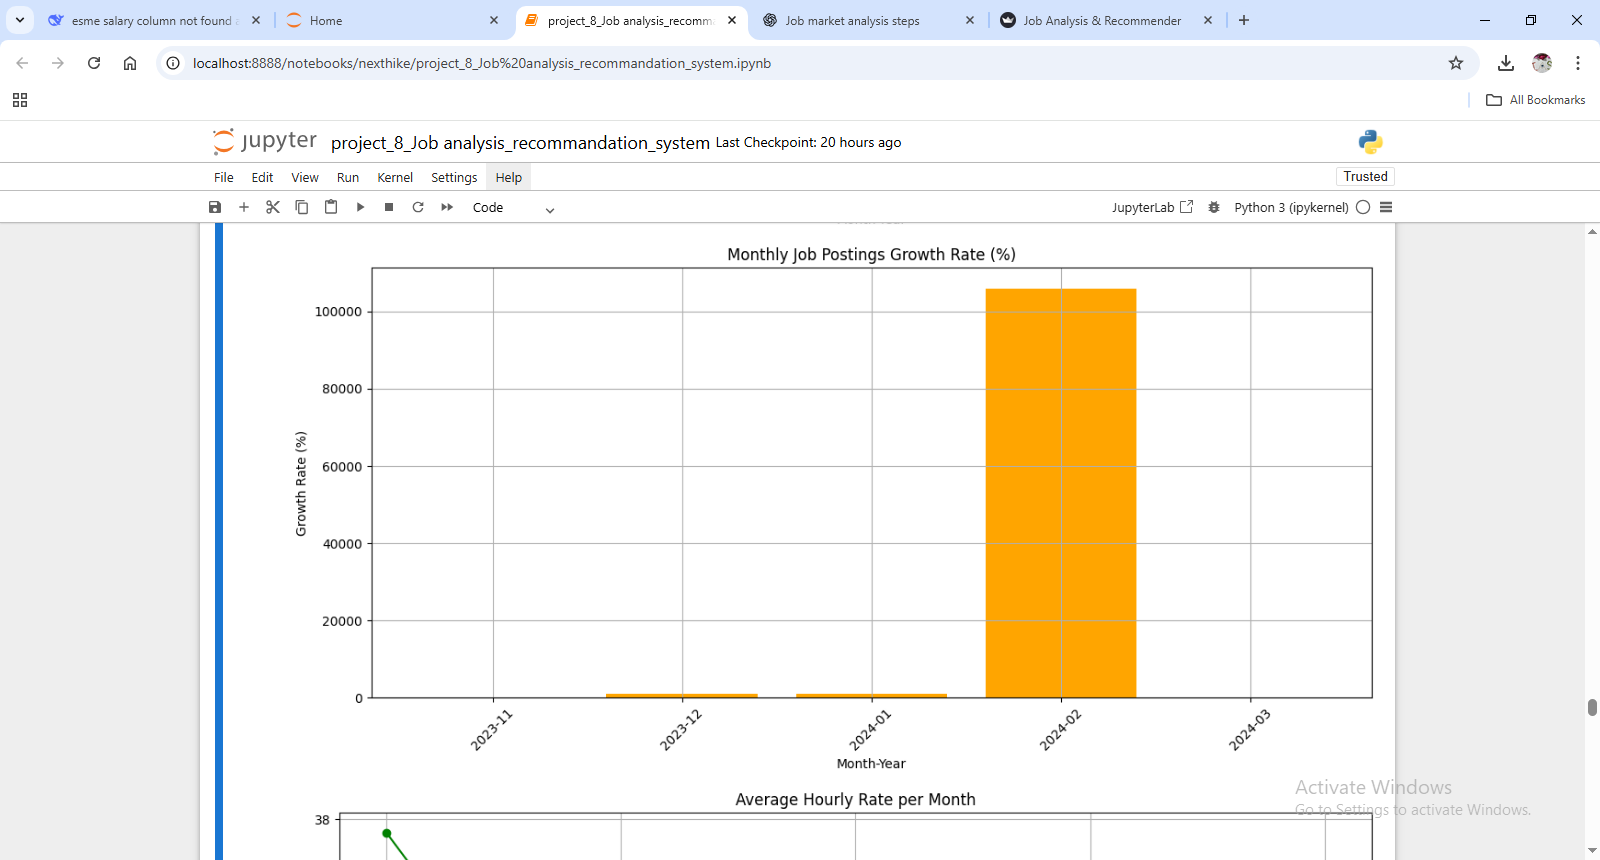 esme salary column not found a
Home
project_8_Job analysis_recomm
Job market analysis steps
Job Analysis & Recommender
localhost:8888/notebooks/nexthike/project_8_Job%20analysis_recommandation_system.ipynb
All Bookmarks
jupyter project_8_Job analysis_recommandation_system Last Checkpoint: 20 hours ago
File Edit View Run Kernel Settings Help Trusted
Code JupyterLab Python 3 (ipykernel)
Monthly Job Postings Growth Rate (%)
100000
80000
60000
40000
20000
0
Growth Rate (%)
2023-11 2023-12 2024-01 2024-02 2024-03
Month-Year
Average Hourly Rate per Month
38
Activate Windows
Go to Settings to activate Windows.